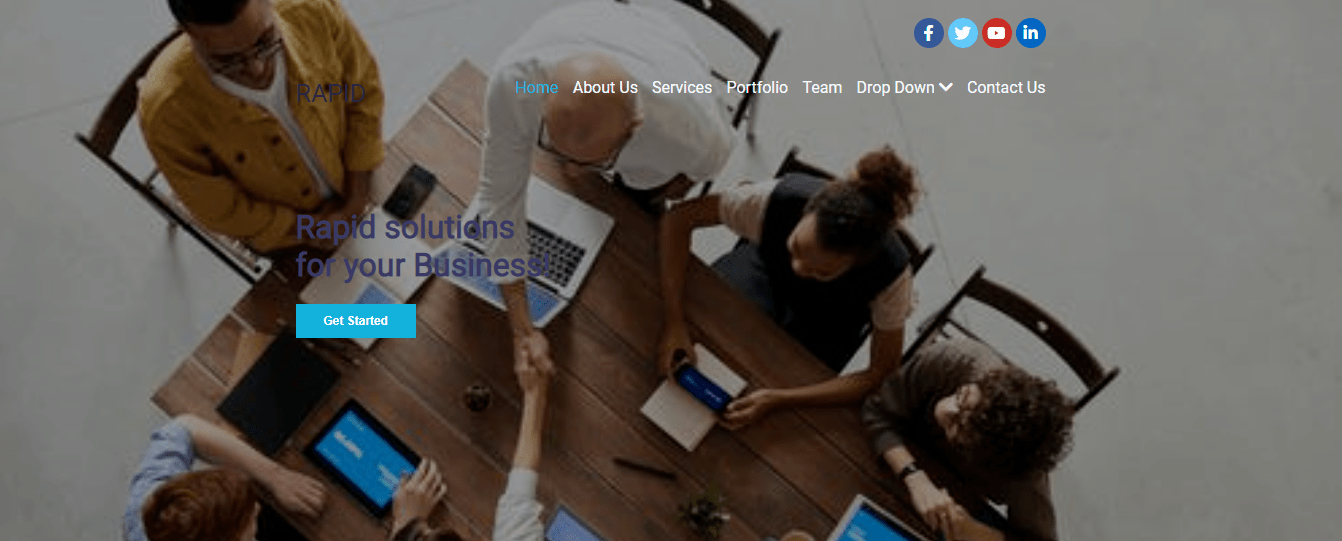 RAPID
Home About Us Services Portfolio Team Drop Down Contact Us
Rapid solutions
for your Business!
Get Started